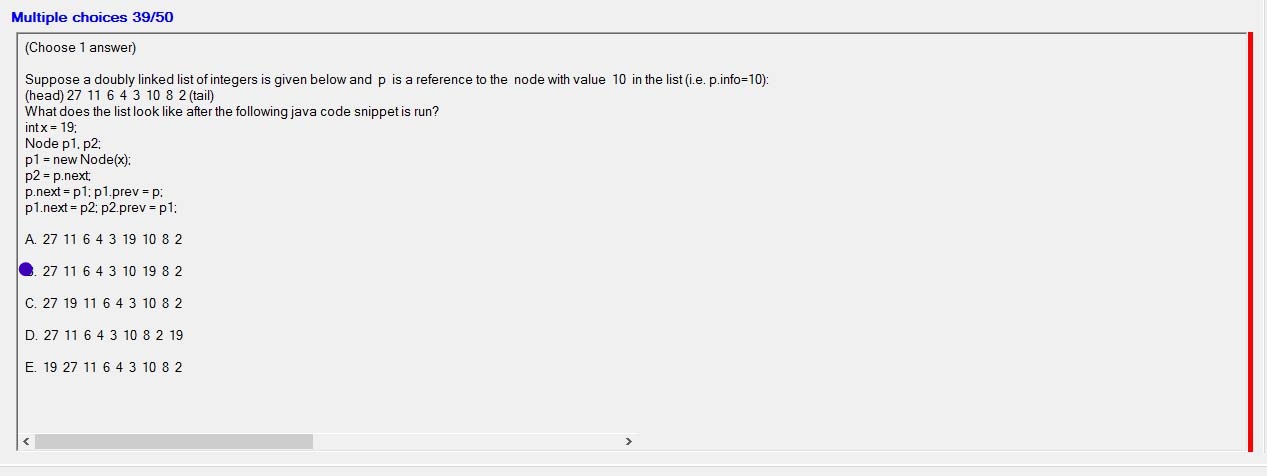 Multiple choices 39/50
(Choose 1 answer)
Suppose a doubly linked list of integers is given below and p is a reference to the node with value 10 in the list (i.e. p.info=10):
(head) 27 11 6 4 3 10 8 2 (tail)
What does the list look like after the following java code snippet is run?
int x = 19;
Node p1, p2;
p1 = new Node(x);
p2 = p.next;
p.next = p1; p1.prev = p;
p1.next = p2; p2.prev = p1;
A. 27 11 6 4 3 19 10 8 2
B. 27 11 6 4 3 10 19 8 2
C. 27 19 11 6 4 3 10 8 2
D. 27 11 6 4 3 10 8 2 19
E. 19 27 11 6 4 3 10 8 2